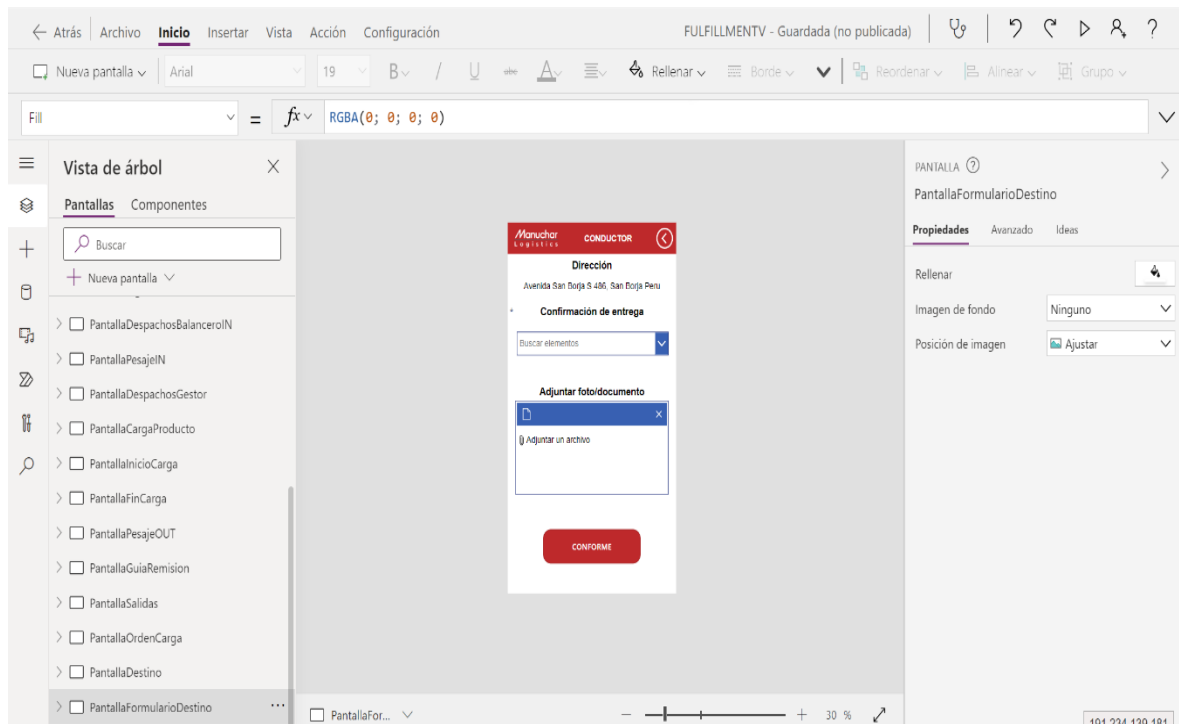 Atrás Archivo Inicio Insertar Vista Acción Configuración FULFILLMENTV - Guardada (no publicada)
Nueva pantalla Arial 19 B / U abc A Rellenar Borde Reordenar Alinear Grupo
Fill = fx RGBA(0; 0; 0; 0)
Vista de árbol
Pantallas Componentes
Buscar
Nueva pantalla
PantallaDespachosBalanceroIN
PantallaPesajeIN
PantallaDespachosGestor
PantallaCargaProducto
PantallaInicioCarga
PantallaFinCarga
PantallaPesajeOUT
PantallaGuiaRemision
PantallaSalidas
PantallaOrdenCarga
PantallaDestino
PantallaFormularioDestino ...
Manuchar
Logistics
CONDUCTOR
Dirección
Avenida San Borja S 486, San Borja Peru
* Confirmación de entrega
Buscar elementos
Adjuntar foto/documento
Adjuntar un archivo
CONFORME
PantallaFor... 30 %
PANTALLA
PantallaFormularioDestino
Propiedades Avanzado Ideas
Rellenar
Imagen de fondo Ninguno
Posición de imagen Ajustar